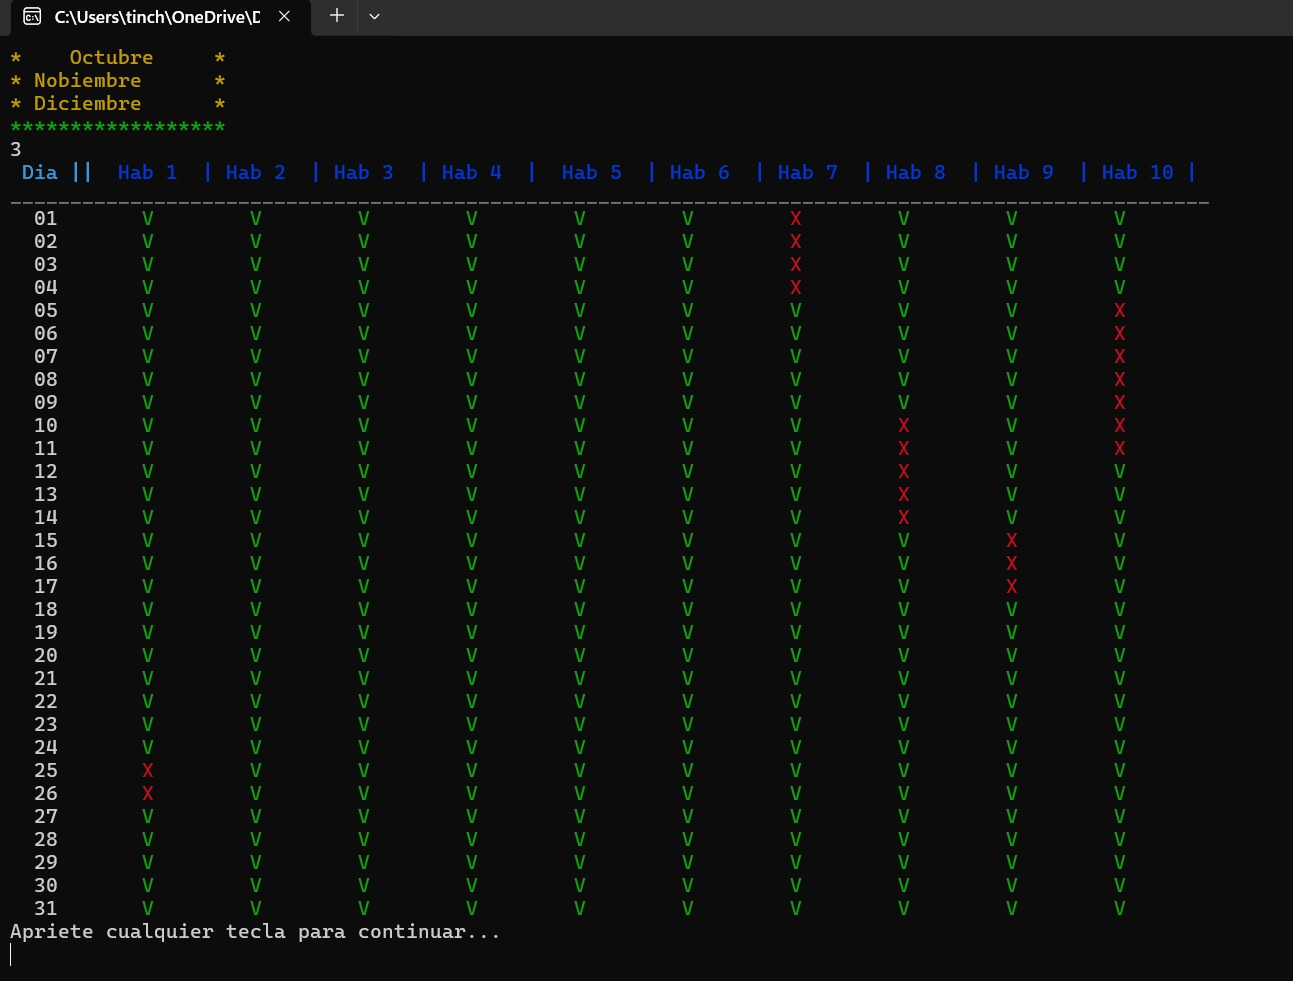 C:\Users\tinch\OneDrive\D
*    Octubre     *
* Nobiembre      *
* Diciembre      *
******************
3
 Dia ||  Hab 1  | Hab 2  | Hab 3  | Hab 4  |  Hab 5  | Hab 6  | Hab 7  | Hab 8  | Hab 9  | Hab 10 |
____________________________________________________________________________________________________
  01       V        V        V        V        V        V        X        V        V        V
  02       V        V        V        V        V        V        X        V        V        V
  03       V        V        V        V        V        V        X        V        V        V
  04       V        V        V        V        V        V        X        V        V        V
  05       V        V        V        V        V        V        V        V        V        X
  06       V        V        V        V        V        V        V        V        V        X
  07       V        V        V        V        V        V        V        V        V        X
  08       V        V        V        V        V        V        V        V        V        X
  09       V        V        V        V        V        V        V        V        V        X
  10       V        V        V        V        V        V        V        X        V        X
  11       V        V        V        V        V        V        V        X        V        X
  12       V        V        V        V        V        V        V        X        V        V
  13       V        V        V        V        V        V        V        X        V        V
  14       V        V        V        V        V        V        V        X        V        V
  15       V        V        V        V        V        V        V        V        X        V
  16       V        V        V        V        V        V        V        V        X        V
  17       V        V        V        V        V        V        V        V        X        V
  18       V        V        V        V        V        V        V        V        V        V
  19       V        V        V        V        V        V        V        V        V        V
  20       V        V        V        V        V        V        V        V        V        V
  21       V        V        V        V        V        V        V        V        V        V
  22       V        V        V        V        V        V        V        V        V        V
  23       V        V        V        V        V        V        V        V        V        V
  24       V        V        V        V        V        V        V        V        V        V
  25       X        V        V        V        V        V        V        V        V        V
  26       X        V        V        V        V        V        V        V        V        V
  27       V        V        V        V        V        V        V        V        V        V
  28       V        V        V        V        V        V        V        V        V        V
  29       V        V        V        V        V        V        V        V        V        V
  30       V        V        V        V        V        V        V        V        V        V
  31       V        V        V        V        V        V        V        V        V        V
Apriete cualquier tecla para continuar...